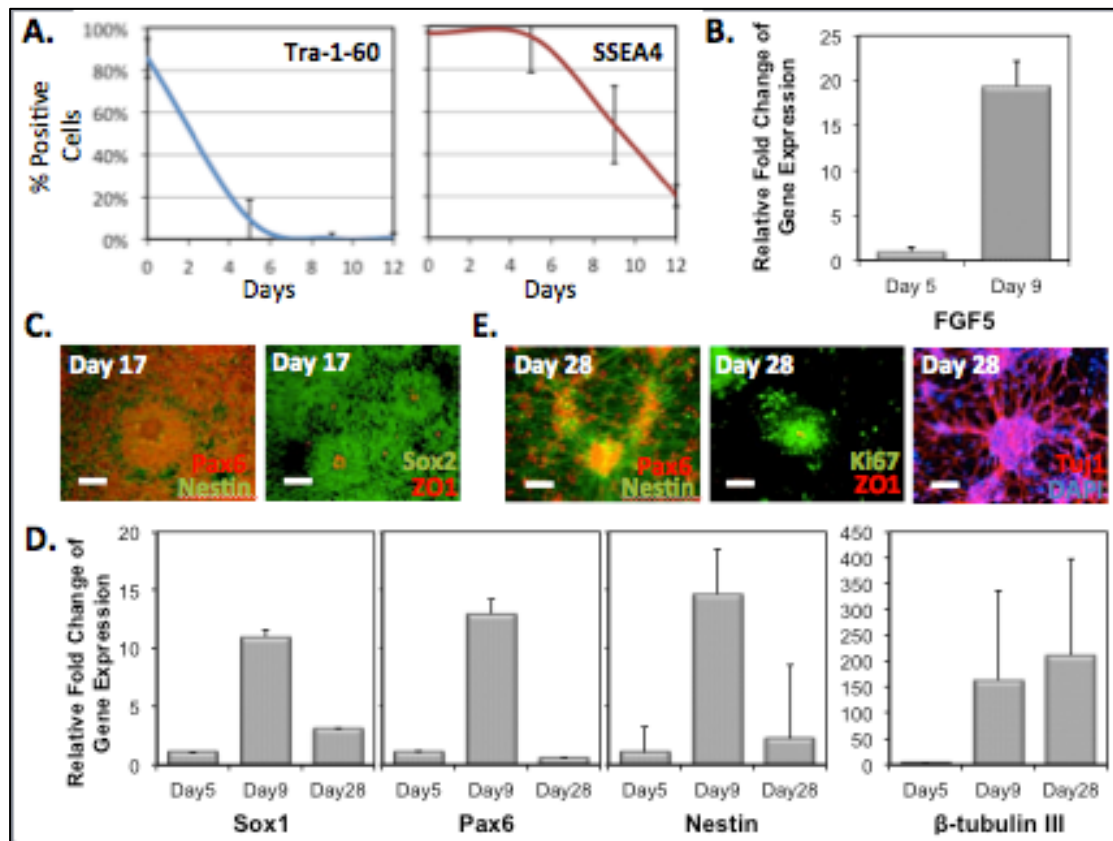 A.
Tra-1-60
SSEA4
% Positive
Cells
100%
80%
60%
40%
20%
0%
0 2 4 6 8 10 12
0 2 4 6 8 10 12
Days
Days
B.
Relative Fold Change of
Gene Expression
25
20
15
10
5
0
Day 5 Day 9
FGF5
C.
Day 17
Pax6
Nestin
Day 17
Sox2
ZO1
E.
Day 28
Pax6
Nestin
Day 28
Ki67
ZO1
Day 28
Tuj1
DAPI
D.
Relative Fold Change of
Gene Expression
20
15
10
5
0
Day5 Day9 Day28
Sox1
Day5 Day9 Day28
Pax6
Day5 Day9 Day28
Nestin
450
400
350
300
250
200
150
100
50
0
Day5 Day9 Day28
β-tubulin III